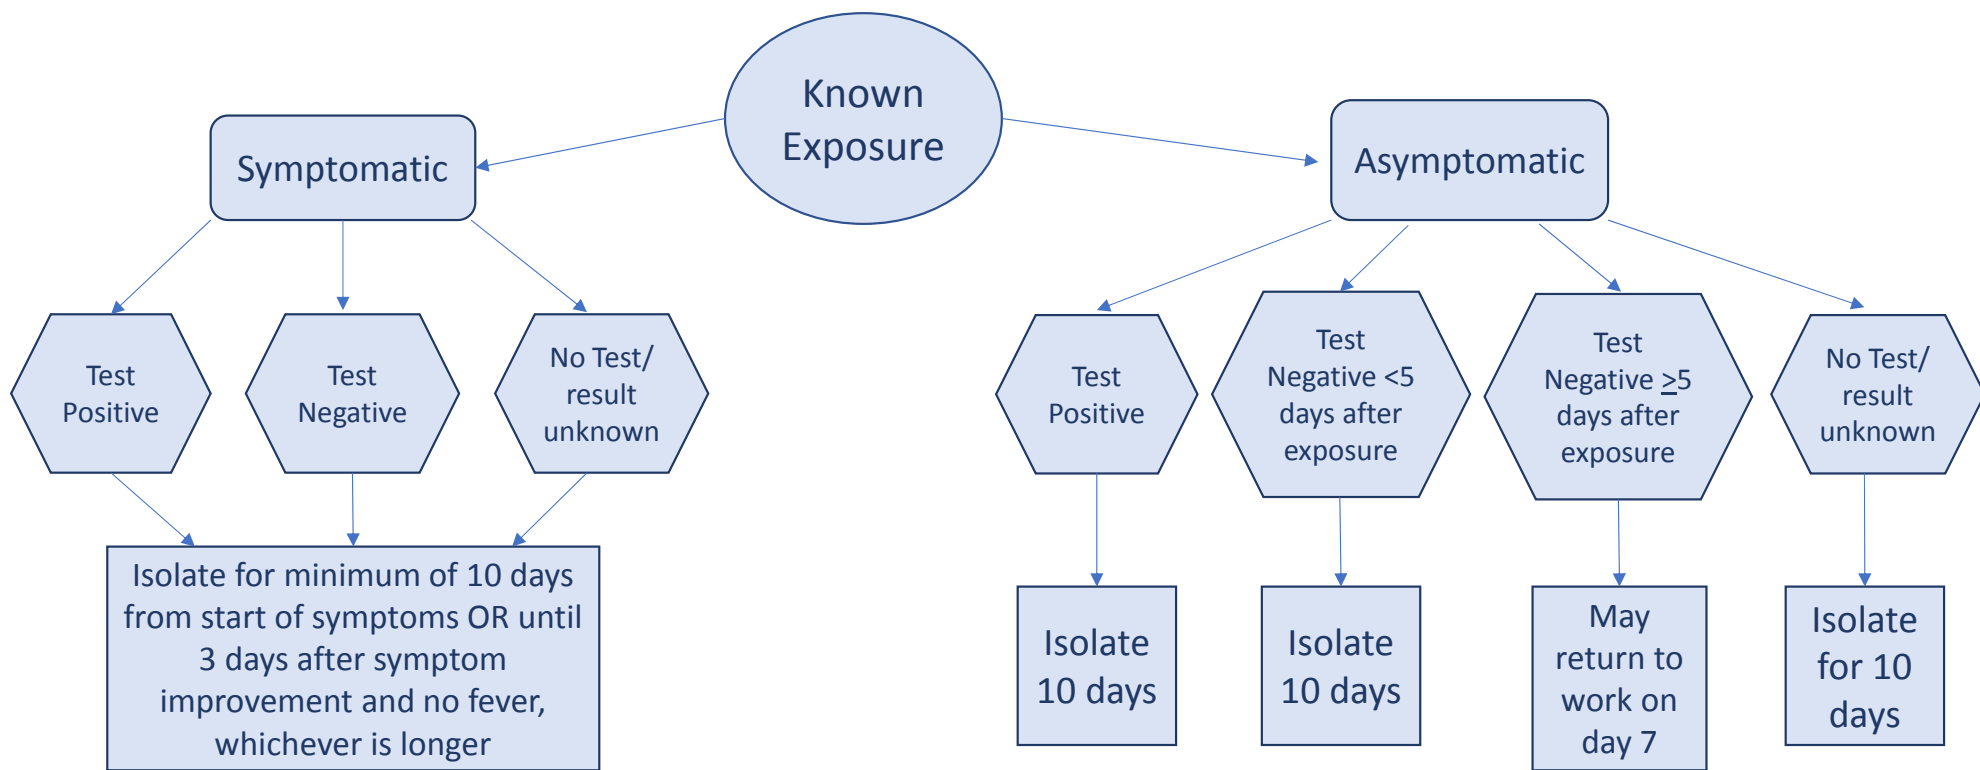 Known
Exposure
Symptomatic
Asymptomatic
Test
Positive
Test
Negative
No Test/
result
unknown
Test
Positive
Test
Negative <5
days after
exposure
Test
Negative ≥5
days after
exposure
No Test/
result
unknown
Isolate for minimum of 10 days
from start of symptoms OR until
3 days after symptom
improvement and no fever,
whichever is longer
Isolate
10 days
Isolate
10 days
May
return to
work on
day 7
Isolate
for 10
days